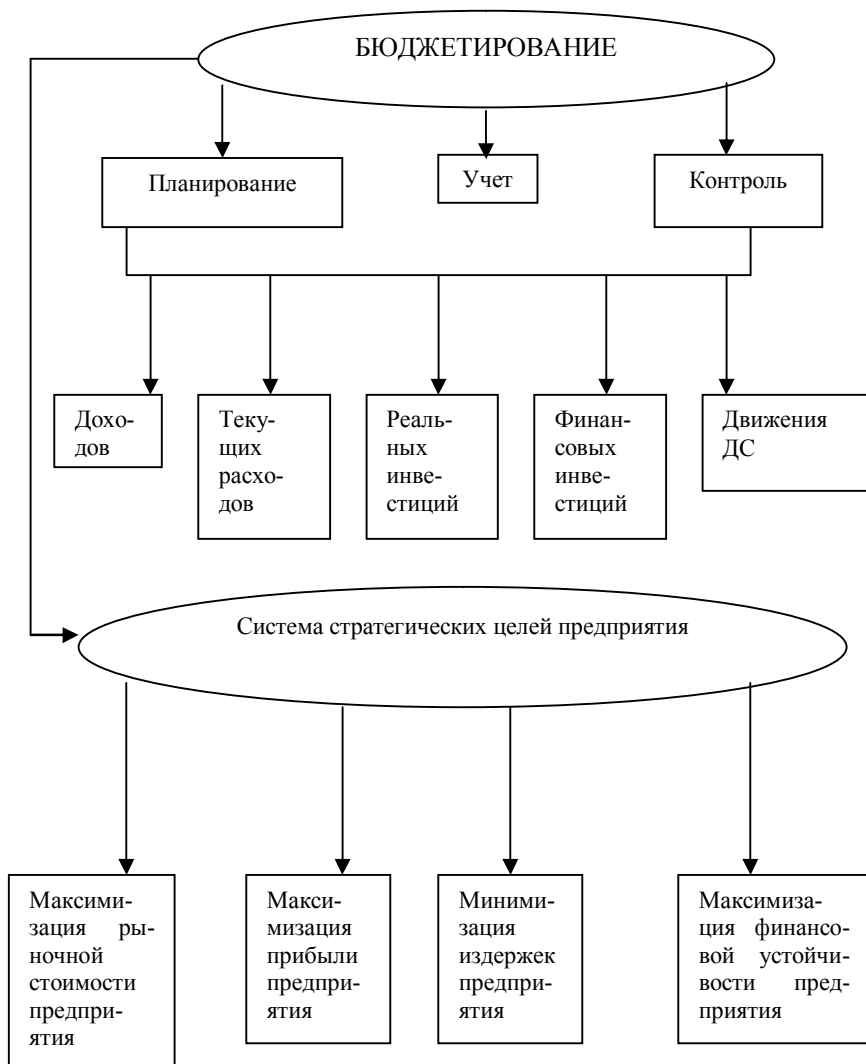 БЮДЖЕТИРОВАНИЕ
Планирование
Учет
Контроль
Дохо-
дов
Теку-
щих
расхо-
дов
Реаль-
ных
инве-
стиций
Финан-
совых
инве-
стиций
Движения
ДС
Система стратегических целей предприятия
Максими-
зация ры-
ночной
стоимости
предпри-
ятия
Макси-
мизация
прибыли
предпри-
ятия
Миними-
зация
издержек
предпри-
ятия
Максимиза-
ция финансо-
вой устойчи-
вости пред-
приятия